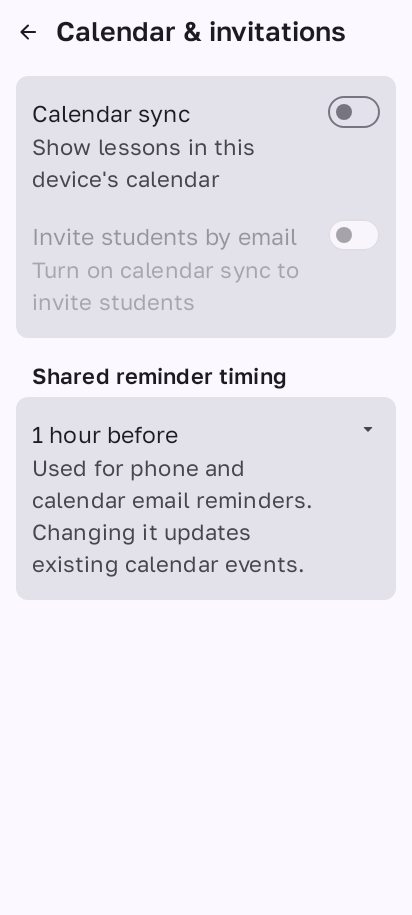 Calendar & invitations
Calendar sync
Show lessons in this
device's calendar
Invite students by email
Turn on calendar sync to
invite students
Shared reminder timing
1 hour before
Used for phone and
calendar email reminders.
Changing it updates
existing calendar events.